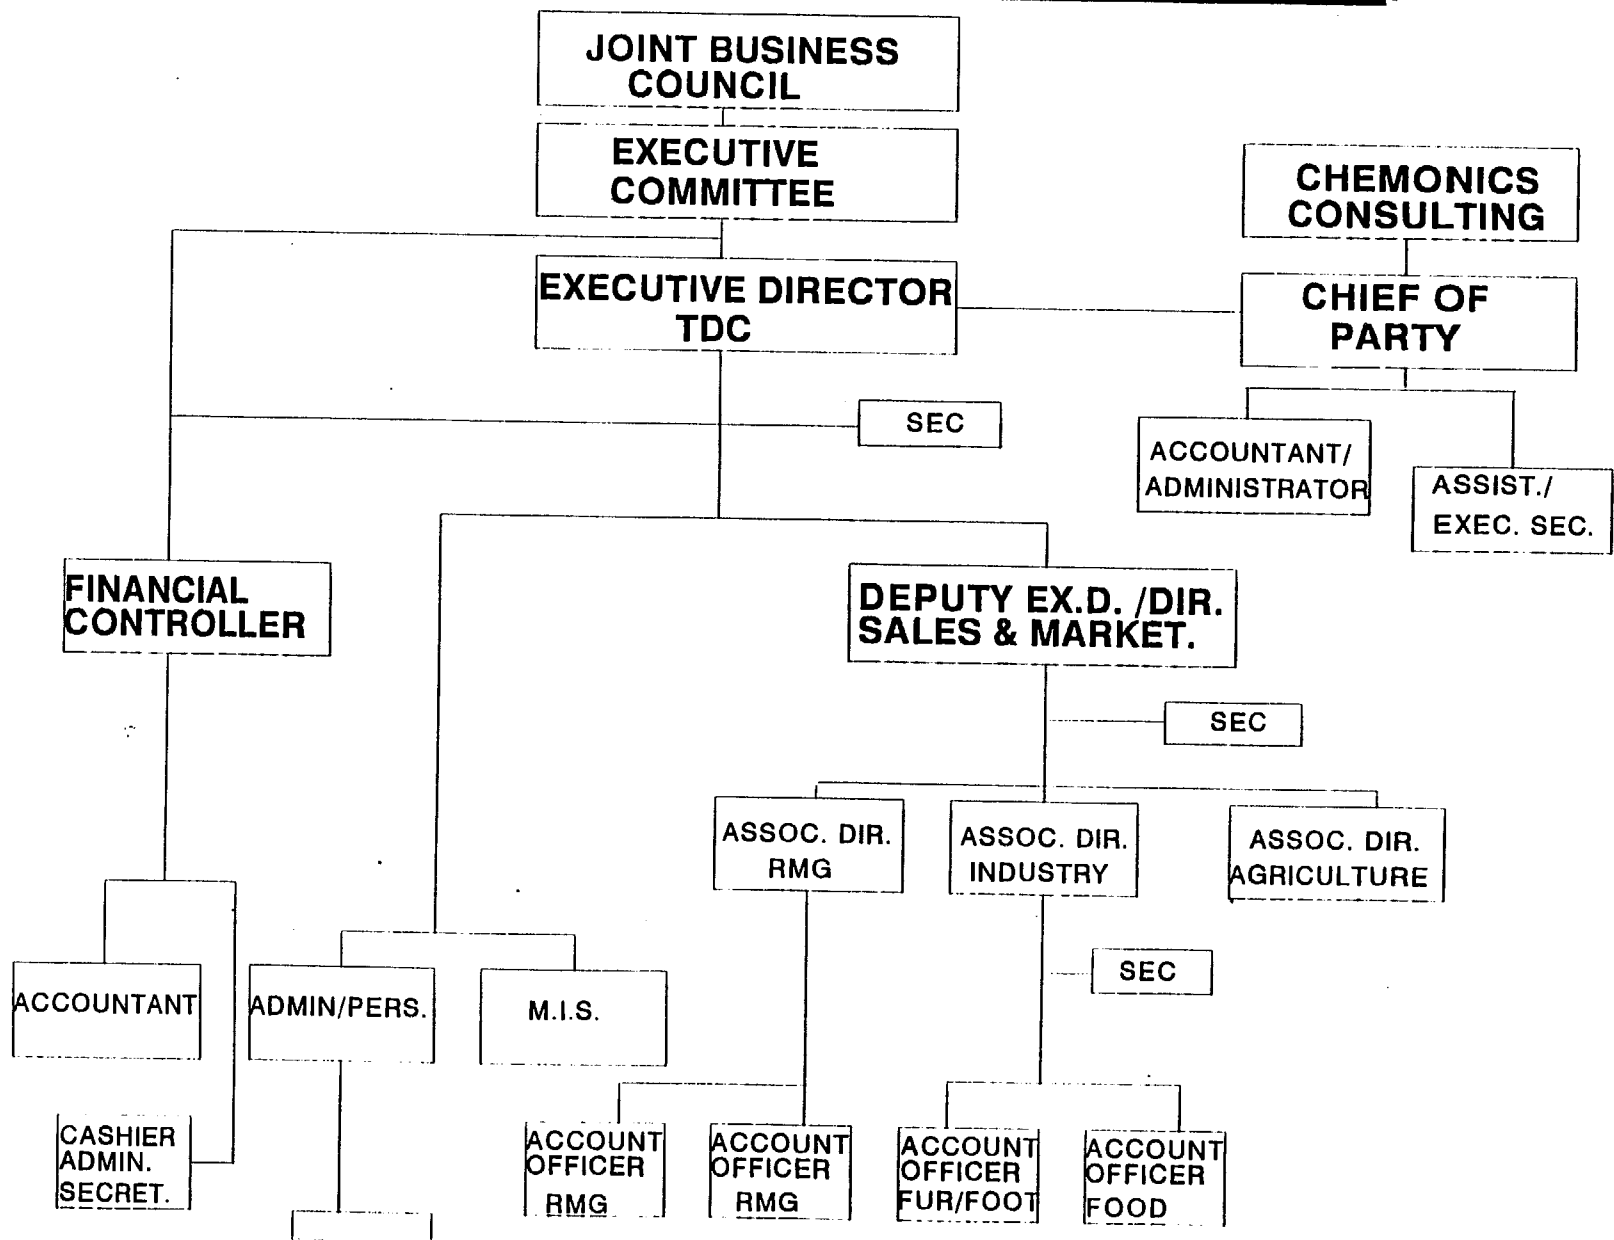 JOINT BUSINESS
COUNCIL
EXECUTIVE
COMMITTEE
CHEMONICS
CONSULTING
EXECUTIVE DIRECTOR
TDC
CHIEF OF
PARTY
SEC
ACCOUNTANT/
ADMINISTRATOR
ASSIST./
EXEC. SEC.
FINANCIAL
CONTROLLER
DEPUTY EX.D. /DIR.
SALES & MARKET.
SEC
ASSOC. DIR.
RMG
ASSOC. DIR.
INDUSTRY
ASSOC. DIR.
AGRICULTURE
SEC
ACCOUNTANT
ADMIN/PERS.
M.I.S.
CASHIER
ADMIN.
SECRET.
ACCOUNT
OFFICER
RMG
ACCOUNT
OFFICER
RMG
ACCOUNT
OFFICER
FUR/FOOT
ACCOUNT
OFFICER
FOOD